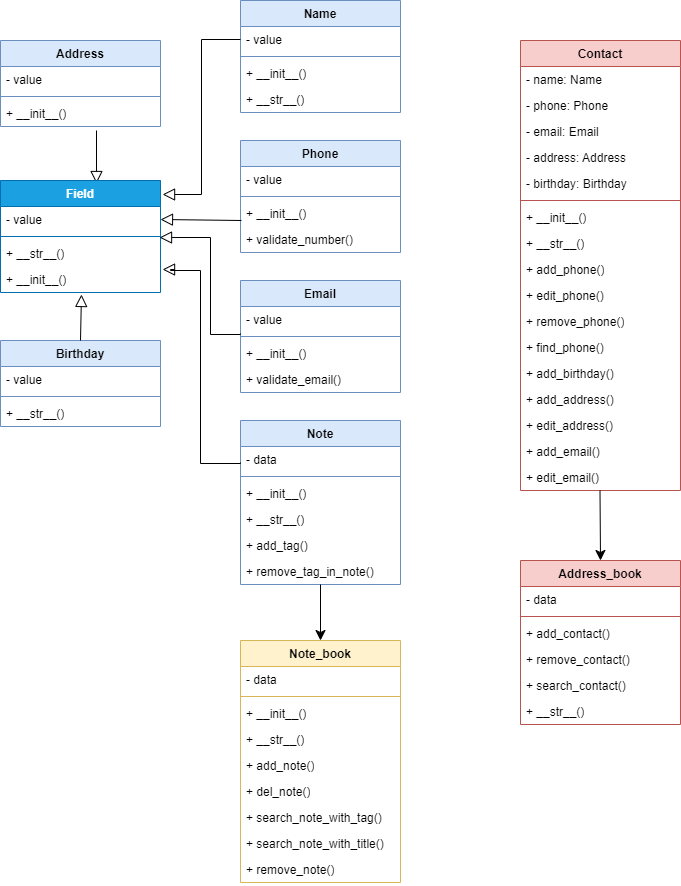 Address
- value
+ __init__()
Field
- value
+ __str__()
+ __init__()
Birthday
- value
+ __str__()
Name
- value
+ __init__()
+ __str__()
Phone
- value
+ __init__()
+ validate_number()
Email
- value
+ __init__()
+ validate_email()
Note
- data
+ __init__()
+ __str__()
+ add_tag()
+ remove_tag_in_note()
Note_book
- data
+ __init__()
+ __str__()
+ add_note()
+ del_note()
+ search_note_with_tag()
+ search_note_with_title()
+ remove_note()
Contact
- name: Name
- phone: Phone
- email: Email
- address: Address
- birthday: Birthday
+ __init__()
+ __str__()
+ add_phone()
+ edit_phone()
+ remove_phone()
+ find_phone()
+ add_birthday()
+ add_address()
+ edit_address()
+ add_email()
+ edit_email()
Address_book
- data
+ add_contact()
+ remove_contact()
+ search_contact()
+ __str__()